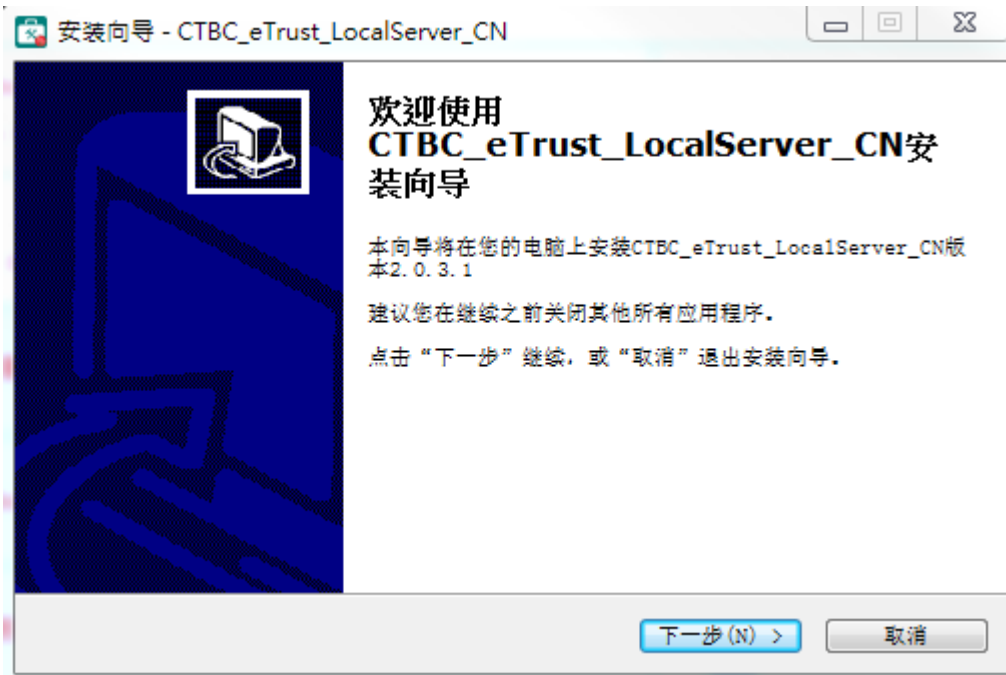 安装向导 - CTBC_eTrust_LocalServer_CN
欢迎使用
CTBC_eTrust_LocalServer_CN安
装向导
本向导将在您的电脑上安装CTBC_eTrust_LocalServer_CN版
本2.0.3.1
建议您在继续之前关闭其他所有应用程序。
点击“下一步”继续，或“取消”退出安装向导。
下一步(N) >
取消